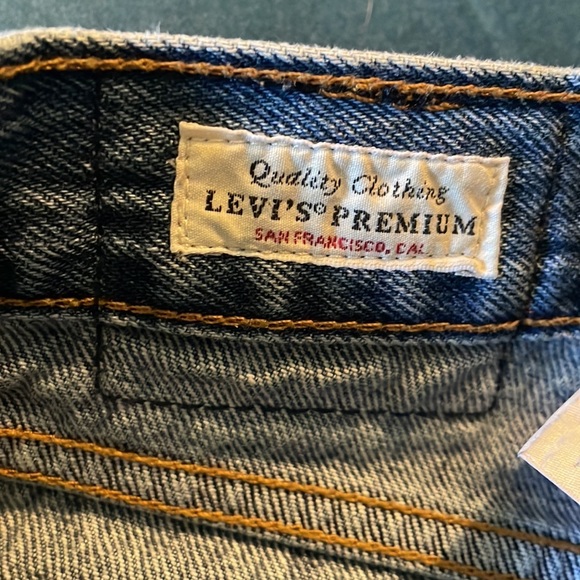 Quality Clothing
LEVI'S® PREMIUM
SAN FRANCISCO, CAL